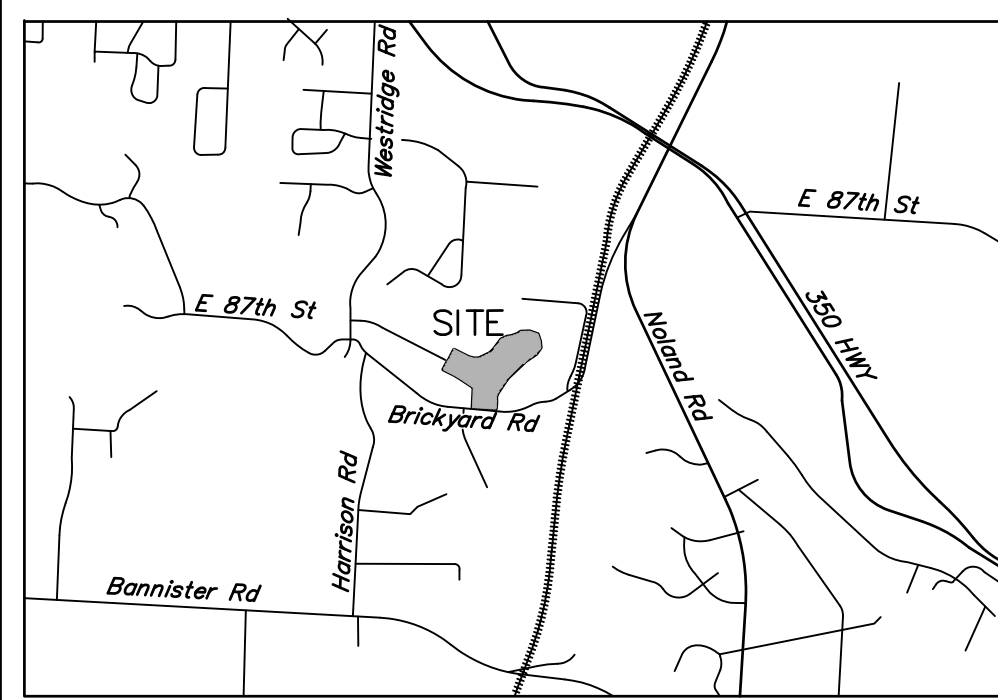 Westridge Rd
E 87th St
E 87th St
SITE
350 HWY
Noland Rd
Brickyard Rd
Harrison Rd
Bannister Rd